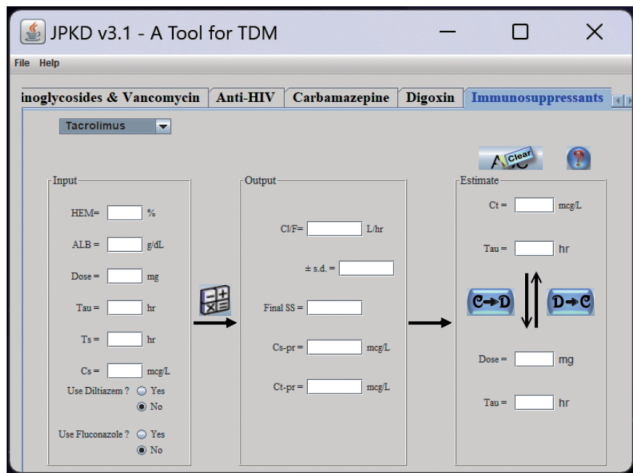 JPKD v3.1 - A Tool for TDM
File Help
inoglycosides & Vancomycin Anti-HIV Carbamazepine Digoxin Immunosuppressants
Tacrolimus
Clear
?
Input
HEM= %
ALB = g/dL
Dose = mg
Tau = hr
Ts = hr
Cs = mcg/L
Use Diltiazem ? Yes
No
Use Fluconazole ? Yes
No
Output
Cl/F= L/hr
± s.d. =
Final SS =
Cs-pr = mcg/L
Ct-pr = mcg/L
Estimate
Ct = mcg/L
Tau = hr
C→D D→C
Dose = mg
Tau = hr